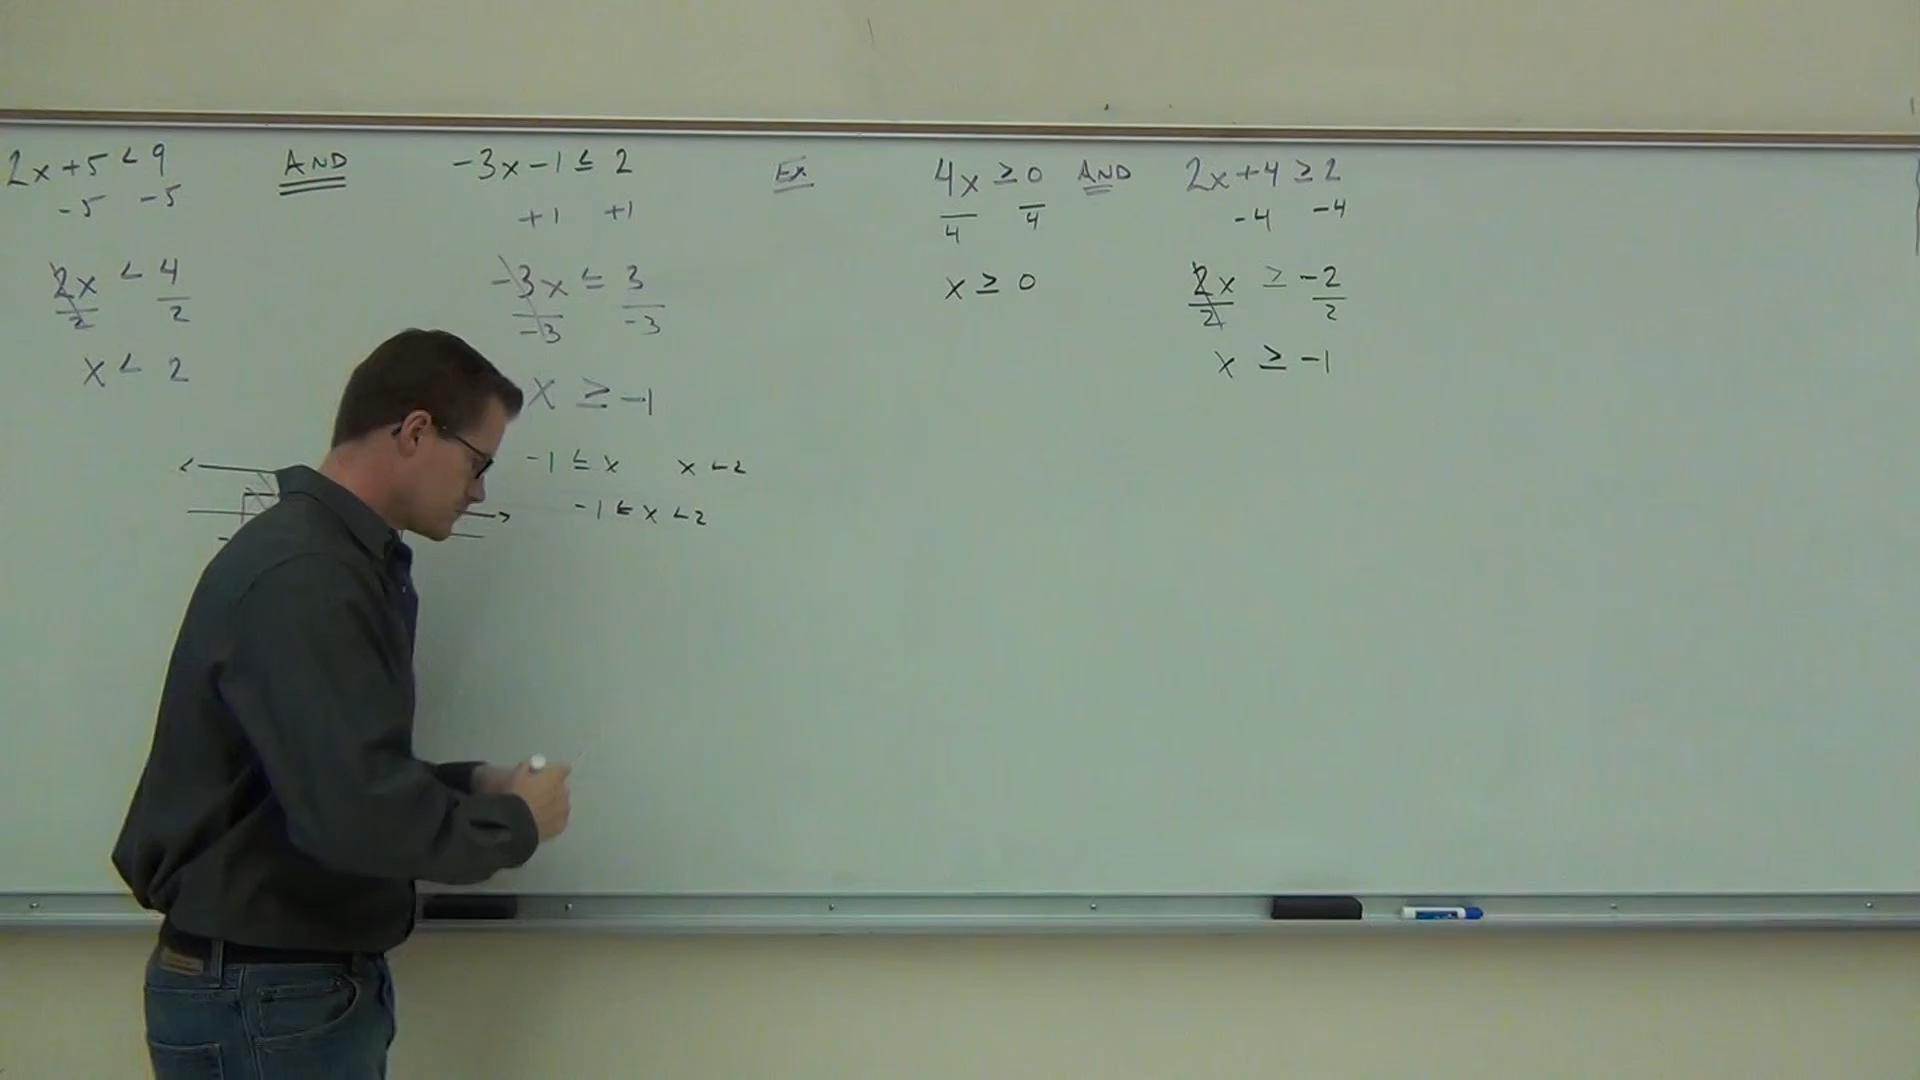 2x+5 < 9 AND -3x-1 ≤ 2
-5 -5 +1 +1
2x < 4 -3x ≤ 3
2 2 -3 -3
x < 2 x ≥ -1
-1 ≤ x x < 2
-1 ≤ x < 2
Ex 4x ≥ 0 AND 2x+4 ≥ 2
4 4 -4 -4
x ≥ 0 2x ≥ -2
2 2
x ≥ -1